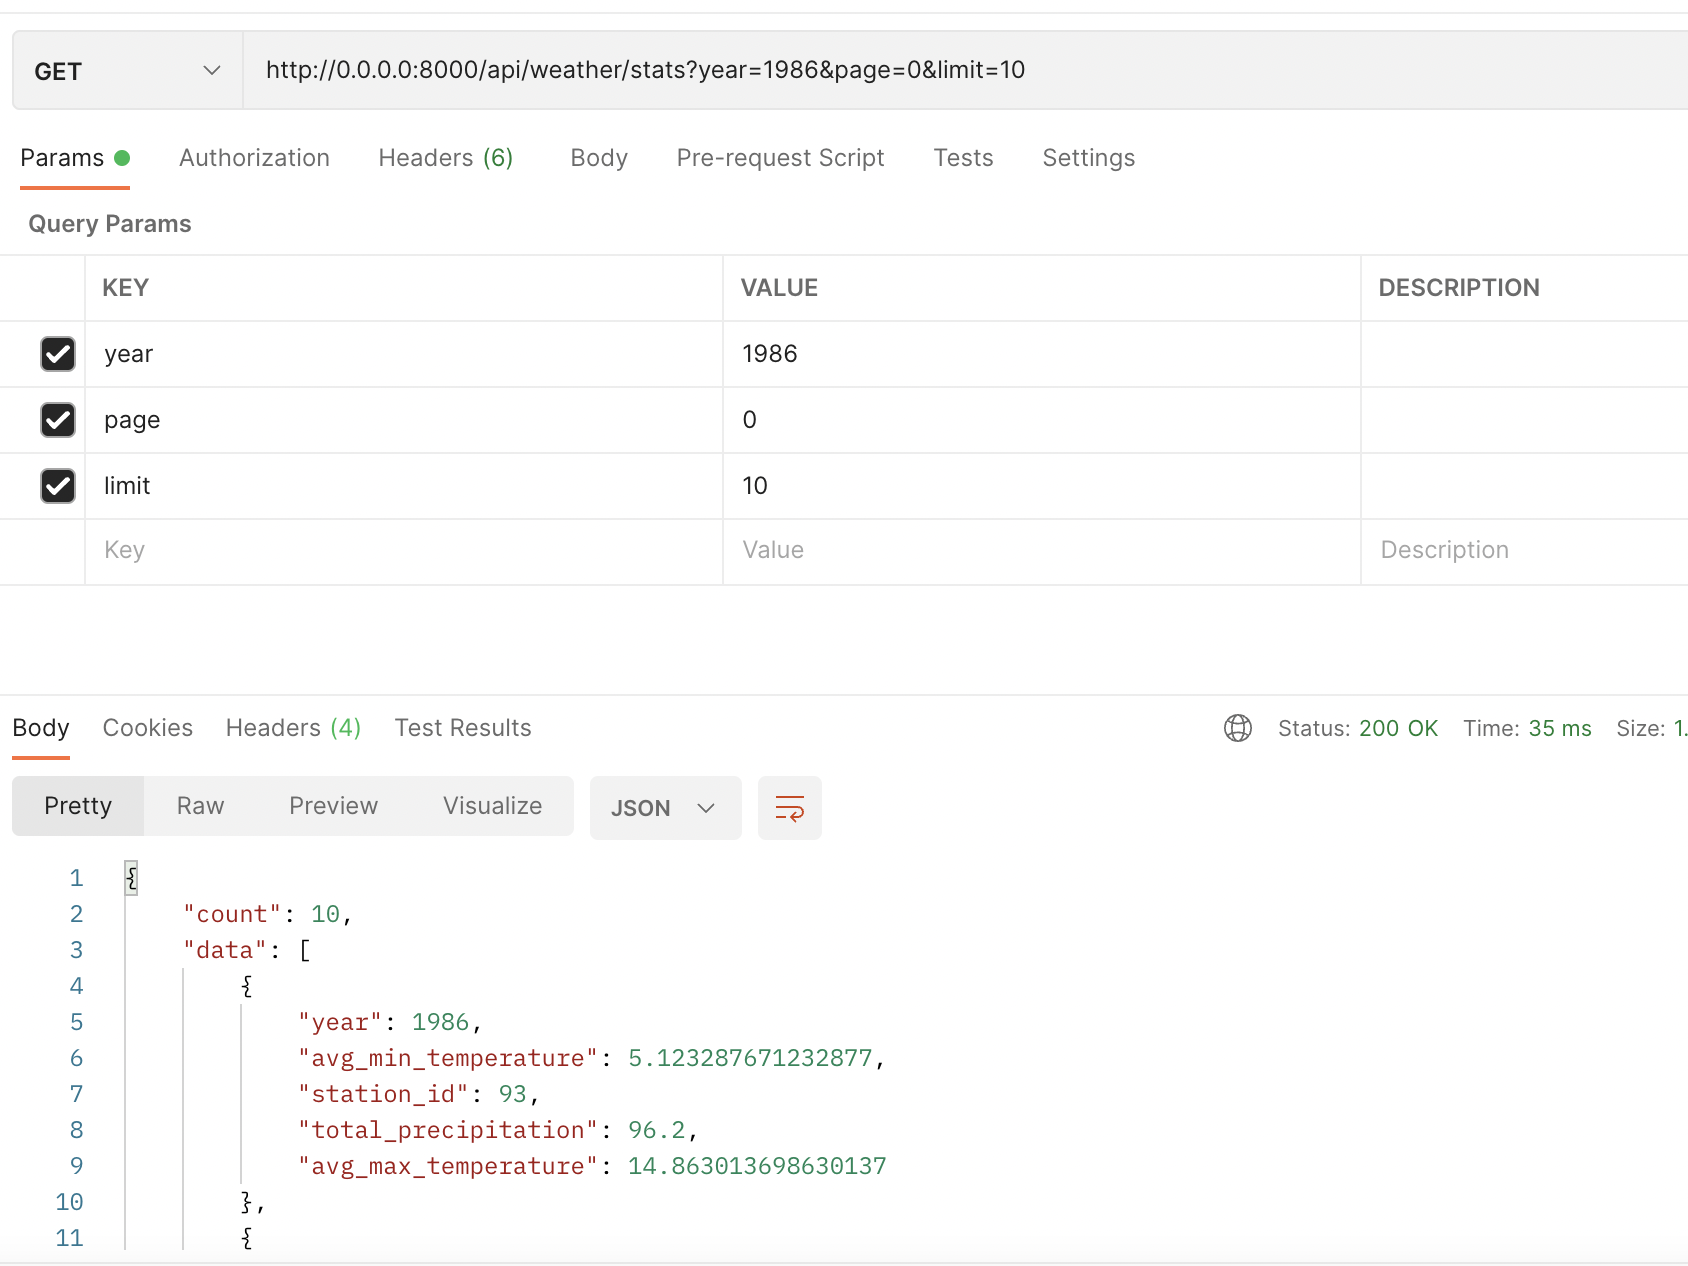 GET http://0.0.0.0:8000/api/weather/stats?year=1986&page=0&limit=10
Params Authorization Headers (6) Body Pre-request Script Tests Settings
Query Params
KEY VALUE DESCRIPTION
year 1986
page 0
limit 10
Key Value Description
Body Cookies Headers (4) Test Results Status: 200 OK Time: 35 ms Size: 1.
Pretty Raw Preview Visualize JSON
1 {
2 "count": 10,
3 "data": [
4 {
5 "year": 1986,
6 "avg_min_temperature": 5.123287671232877,
7 "station_id": 93,
8 "total_precipitation": 96.2,
9 "avg_max_temperature": 14.863013698630137
10 },
11 {